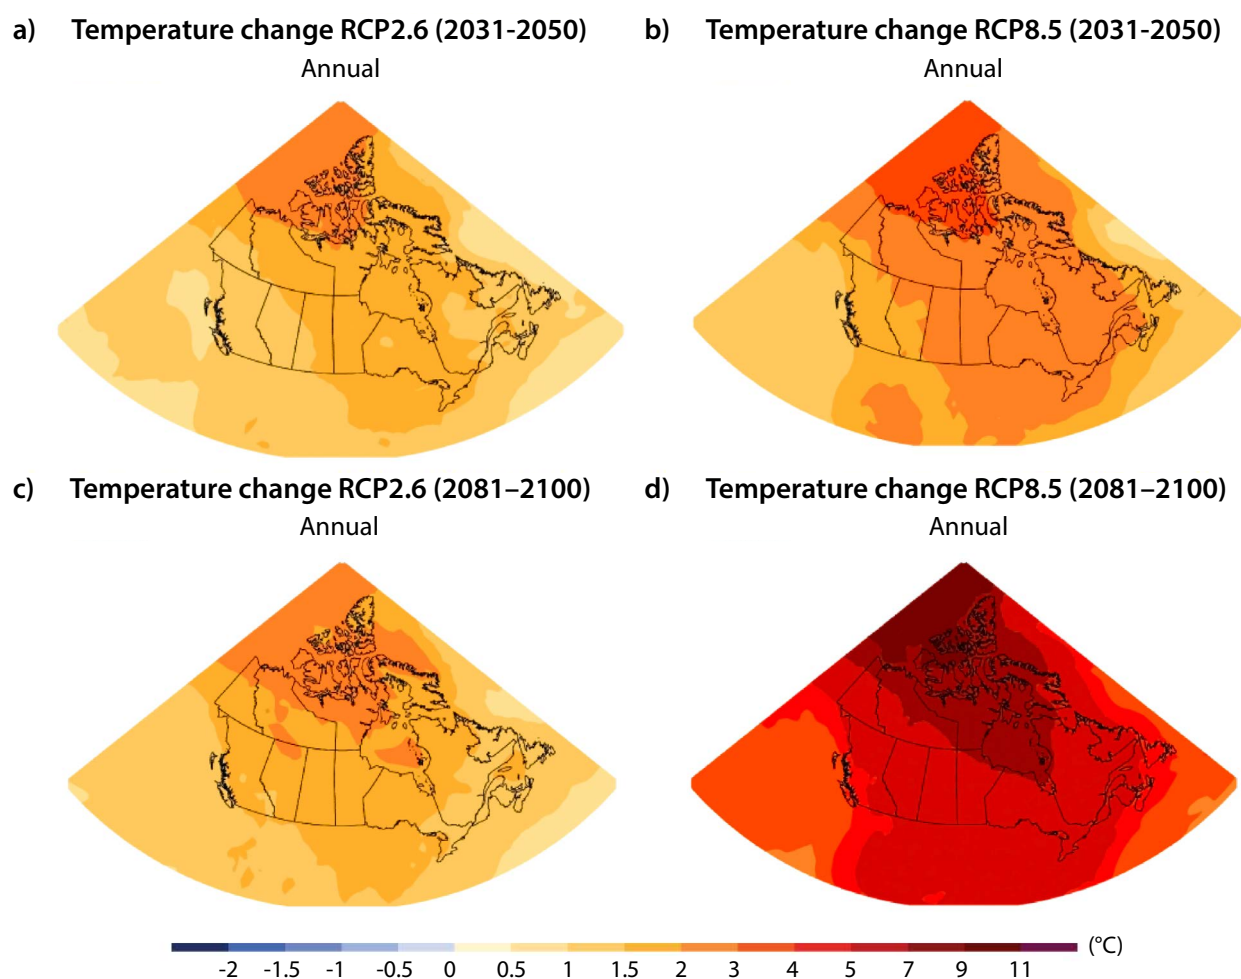 a) Temperature change RCP2.6 (2031-2050)
Annual
b) Temperature change RCP8.5 (2031-2050)
Annual
c) Temperature change RCP2.6 (2081–2100)
Annual
d) Temperature change RCP8.5 (2081–2100)
Annual
(°C)
-2 -1.5 -1 -0.5 0 0.5 1 1.5 2 3 4 5 7 9 11